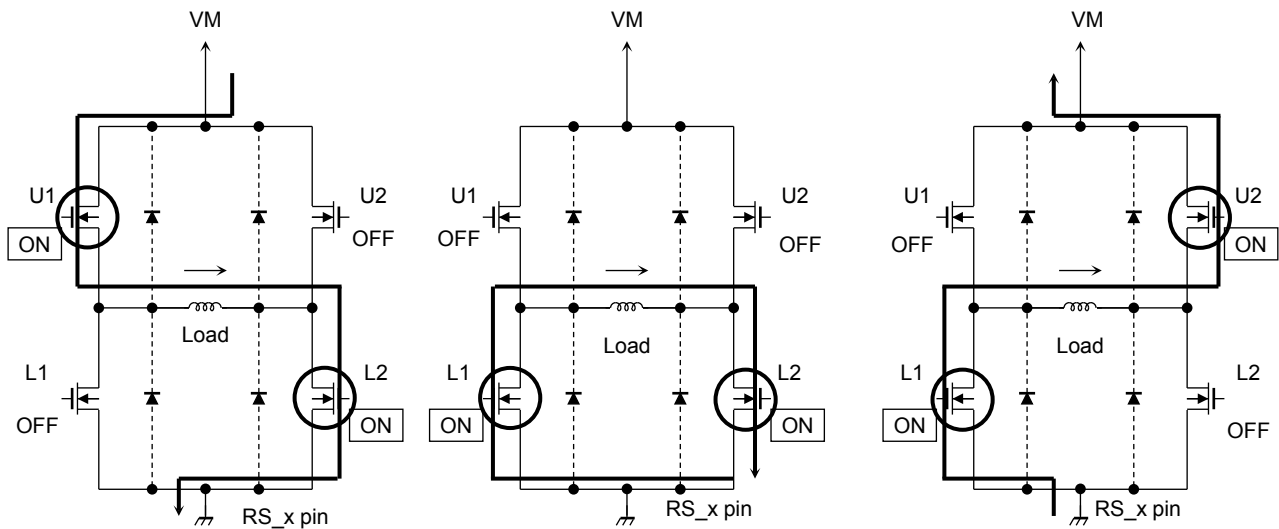 VM
U1
U2
ON
OFF
Load
L1
L2
OFF
ON
RS_x pin
VM
U1
U2
OFF
OFF
Load
L1
L2
ON
ON
RS_x pin
VM
U1
U2
OFF
ON
Load
L1
L2
ON
OFF
RS_x pin